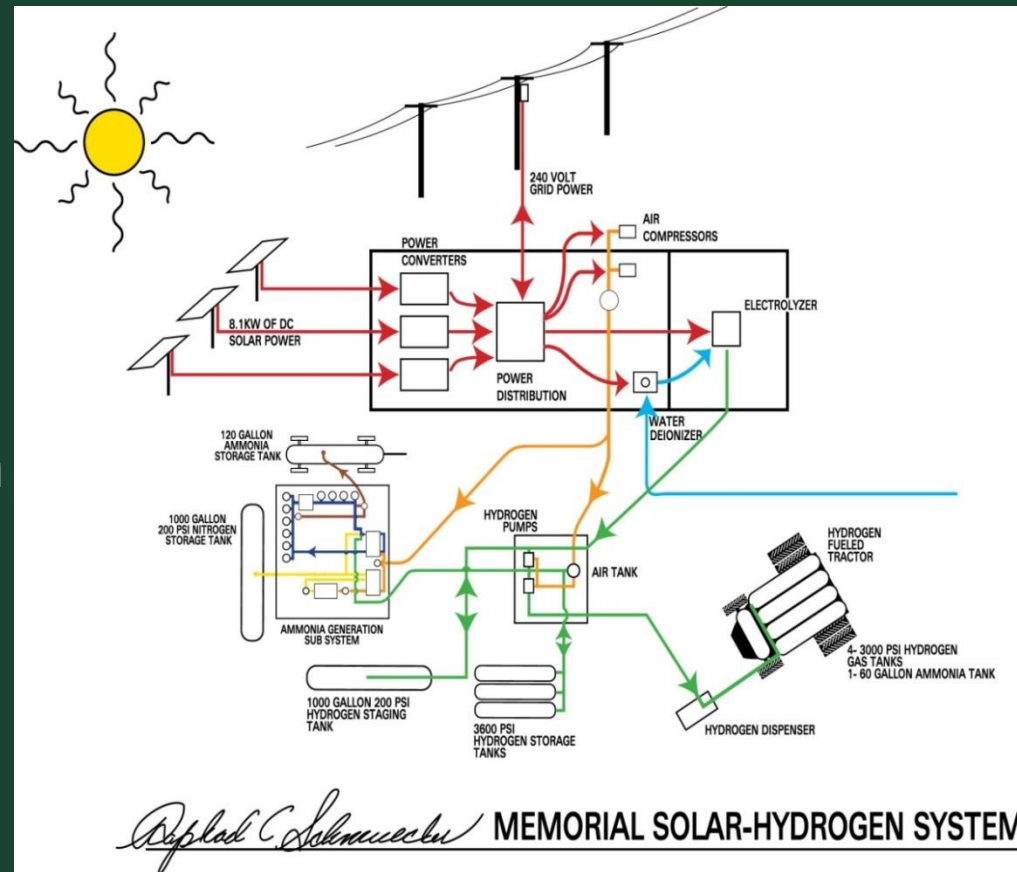 240 VOLT
GRID POWER
AIR
COMPRESSORS
POWER
CONVERTERS
ELECTROLYZER
8.1KW OF DC
SOLAR POWER
POWER
DISTRIBUTION
WATER
DEIONIZER
120 GALLON
AMMONIA
STORAGE TANK
1000 GALLON
200 PSI NITROGEN
STORAGE TANK
HYDROGEN
PUMPS
AIR TANK
HYDROGEN
FUELED
TRACTOR
AMMONIA GENERATION
SUB SYSTEM
4- 3000 PSI HYDROGEN
GAS TANKS
1- 60 GALLON AMMONIA TANK
1000 GALLON 200 PSI
HYDROGEN STAGING
TANK
3600 PSI
HYDROGEN STORAGE
TANKS
HYDROGEN DISPENSER
MEMORIAL SOLAR-HYDROGEN SYSTEM